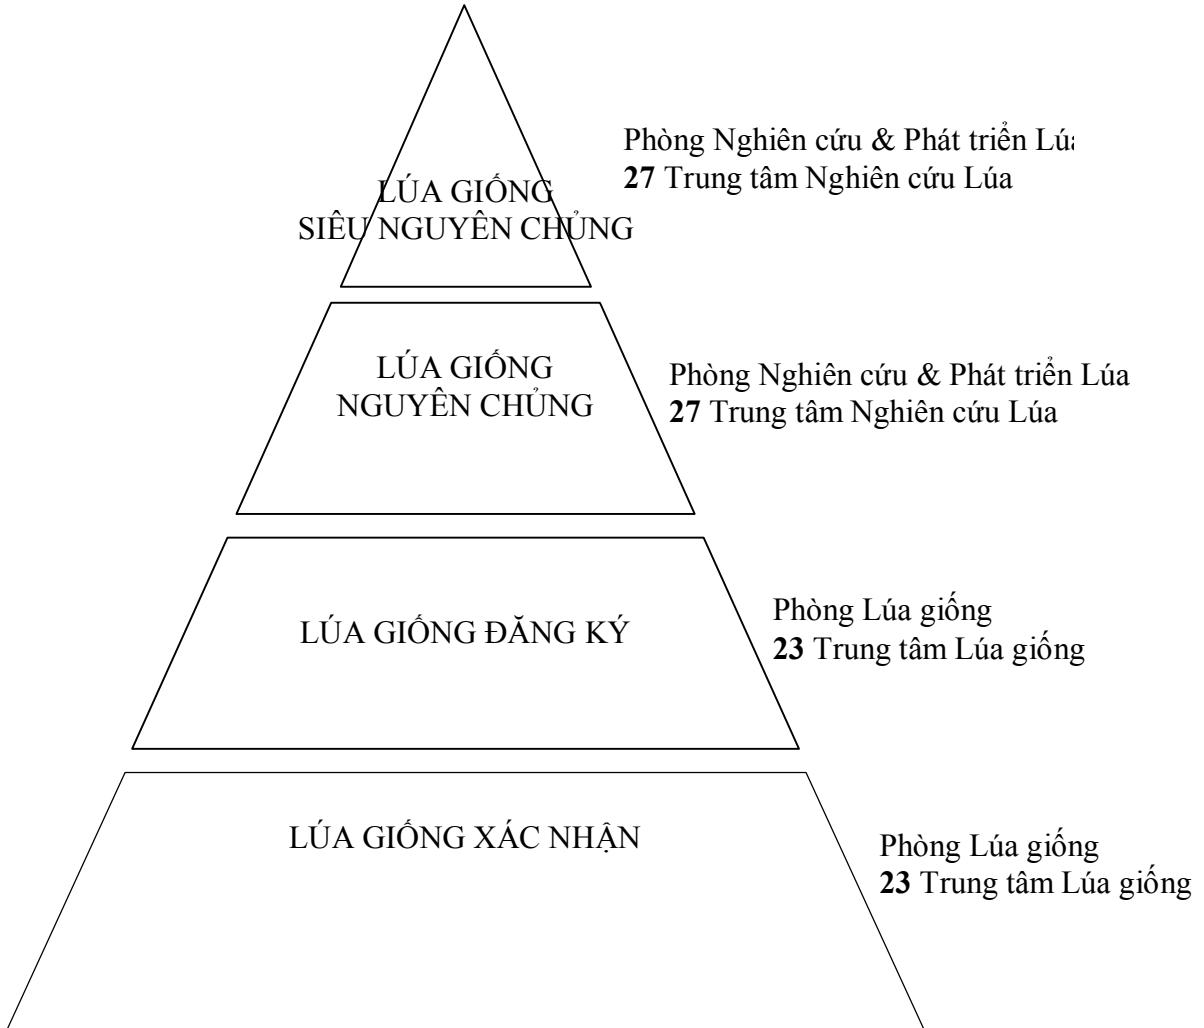 Phòng Nghiên cứu & Phát triển Lú
27 Trung tâm Nghiên cứu Lúa
LÚA GIỐNG
SIÊU NGUYÊN CHỦNG
LÚA GIỐNG
NGUYÊN CHỦNG
Phòng Nghiên cứu & Phát triển Lúa
27 Trung tâm Nghiên cứu Lúa
LÚA GIỐNG ĐĂNG KÝ
Phòng Lúa giống
23 Trung tâm Lúa giống
LÚA GIỐNG XÁC NHẬN
Phòng Lúa giống
23 Trung tâm Lúa giống